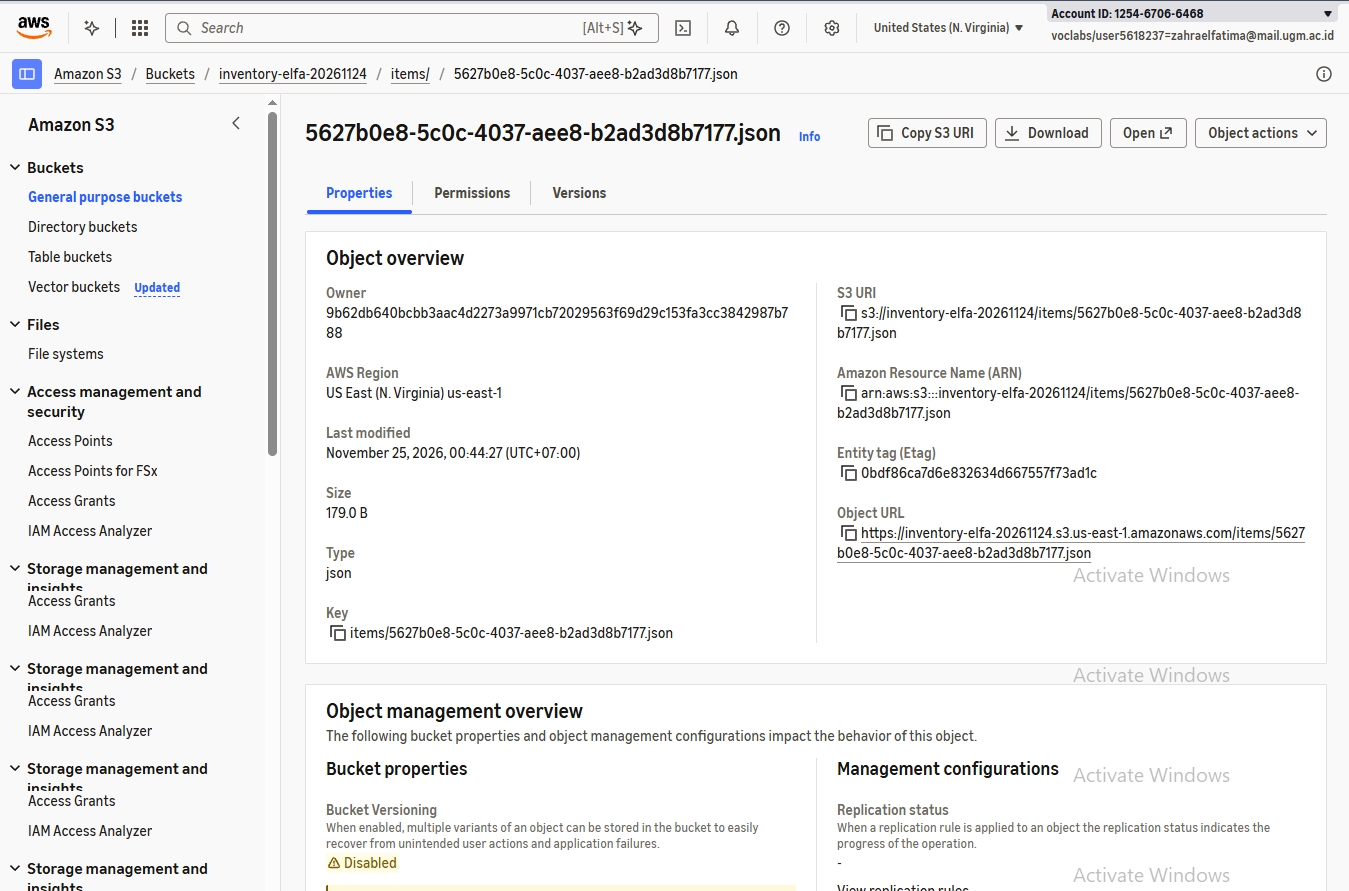 aws
Search
[Alt+S]
United States (N. Virginia)
Account ID: 1254-6706-6468
voclabs/user5618237=zahraelfatima@mail.ugm.ac.id
Amazon S3 / Buckets / inventory-elfa-20261124 / items/ / 5627b0e8-5c0c-4037-aee8-b2ad3d8b7177.json
Amazon S3
Buckets
General purpose buckets
Directory buckets
Table buckets
Vector buckets Updated
Files
File systems
Access management and
security
Access Points
Access Points for FSx
Access Grants
IAM Access Analyzer
Storage management and
insights
Access Grants
IAM Access Analyzer
Storage management and
insights
Access Grants
IAM Access Analyzer
Storage management and
insights
Access Grants
IAM Access Analyzer
Storage management and
insights
5627b0e8-5c0c-4037-aee8-b2ad3d8b7177.json Info
Copy S3 URI
Download
Open
Object actions
Properties
Permissions
Versions
Object overview
Owner
9b62db640bcbb3aac4d2273a9971cb72029563f69d29c153fa3cc3842987b7
88
AWS Region
US East (N. Virginia) us-east-1
Last modified
November 25, 2026, 00:44:27 (UTC+07:00)
Size
179.0 B
Type
json
Key
items/5627b0e8-5c0c-4037-aee8-b2ad3d8b7177.json
S3 URI
s3://inventory-elfa-20261124/items/5627b0e8-5c0c-4037-aee8-b2ad3d8
b7177.json
Amazon Resource Name (ARN)
arn:aws:s3:::inventory-elfa-20261124/items/5627b0e8-5c0c-4037-aee8-
b2ad3d8b7177.json
Entity tag (Etag)
0bdf86ca7d6e832634d667557f73ad1c
Object URL
https://inventory-elfa-20261124.s3.us-east-1.amazonaws.com/items/5627
b0e8-5c0c-4037-aee8-b2ad3d8b7177.json
Activate Windows
Activate Windows
Object management overview
The following bucket properties and object management configurations impact the behavior of this object.
Bucket properties
Bucket Versioning
When enabled, multiple variants of an object can be stored in the bucket to easily
recover from unintended user actions and application failures.
Disabled
Management configurations
Activate Windows
Replication status
When a replication rule is applied to an object the replication status indicates the
progress of the operation.
-
Activate Windows
View replication rules